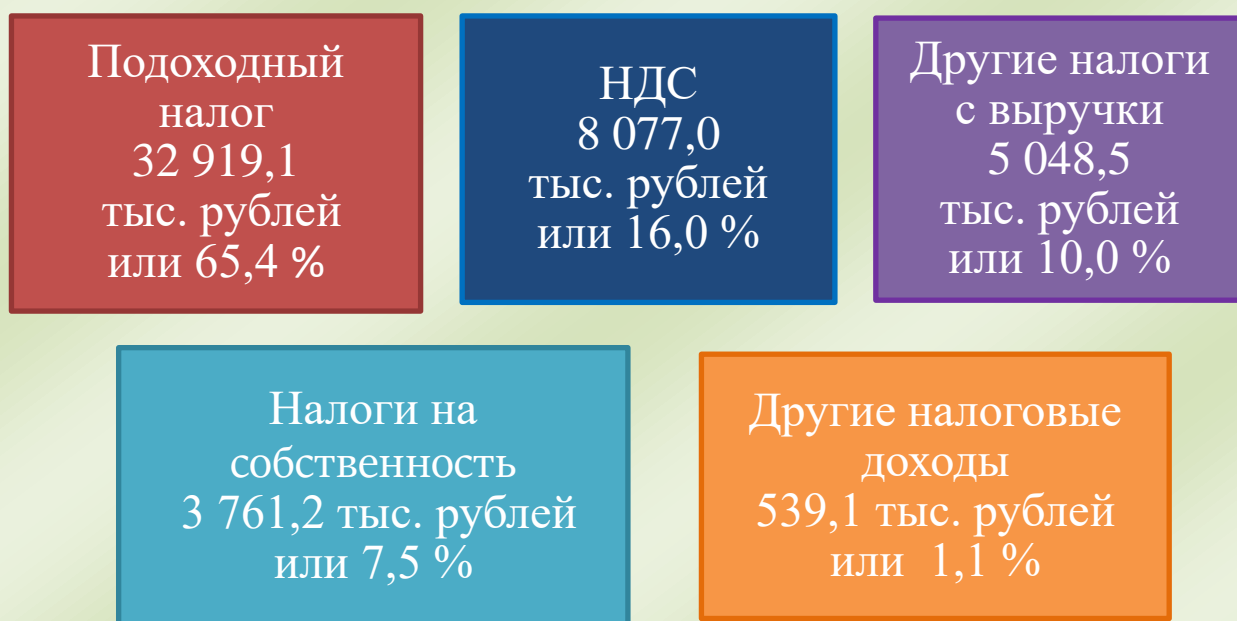 Подоходный
налог
32 919,1
тыс. рублей
или 65,4 %
НДС
8 077,0
тыс. рублей
или 16,0 %
Другие налоги
с выручки
5 048,5
тыс. рублей
или 10,0 %
Налоги на
собственность
3 761,2 тыс. рублей
или 7,5 %
Другие налоговые
доходы
539,1 тыс. рублей
или 1,1 %